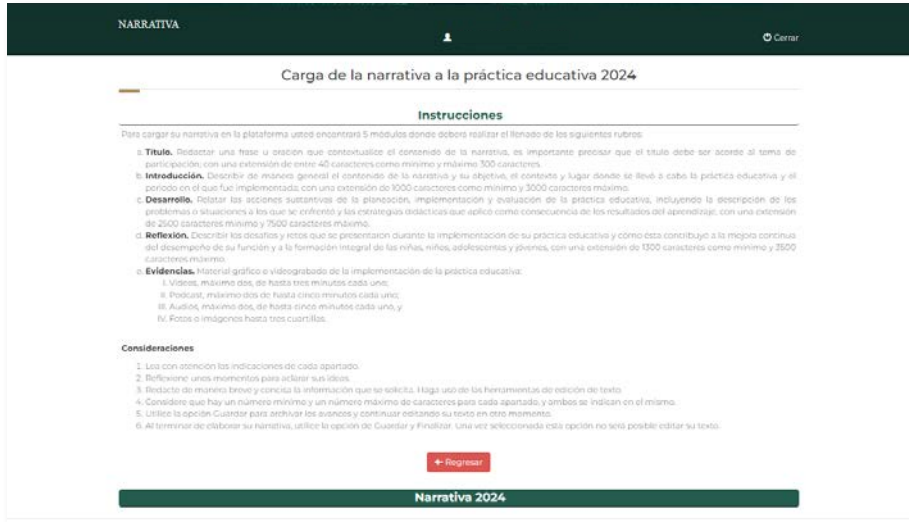 NARRATIVA
Cerrar
Carga de la narrativa a la práctica educativa 2024
Instrucciones
Para cargar su narrativa en la plataforma usted encontrará 5 módulos donde deberá realizar el llenado de los siguientes rubros:
a. Título. Redactar una frase u oración que contextualice el contenido de la narrativa, es importante precisar que el título debe ser acorde al tema de
participación; con una extensión de entre 40 caracteres como mínimo y máximo 300 caracteres.
b. Introducción. Describir de manera general el contenido de la narrativa y su objetivo, el contexto y lugar donde se llevó a cabo la práctica educativa y el
periodo en el que fue implementada; con una extensión de 1000 caracteres como mínimo y 3000 caracteres máximo.
c. Desarrollo. Relatar las acciones sustantivas de la planeación, implementación y evaluación de la práctica educativa, incluyendo la descripción de los
problemas o situaciones a los que se enfrentó y las estrategias didácticas que aplicó como consecuencia de los resultados del aprendizaje, con una extensión
de 2500 caracteres mínimo y 7500 caracteres máximo.
d. Reflexión. Describir los desafíos y retos que se presentaron durante la implementación de su práctica educativa y cómo ésta contribuyó a la mejora continua
del desempeño de su función y a la formación integral de las niñas, niños, adolescentes y jóvenes, con una extensión de 1300 caracteres como mínimo y 3500
caracteres máximo.
e. Evidencias. Material gráfico o videograbado de la implementación de la práctica educativa:
I. Videos, máximo dos, de hasta tres minutos cada uno;
II. Podcast, máximo dos de hasta cinco minutos cada uno;
III. Audios, máximo dos, de hasta cinco minutos cada uno, y
IV. Fotos o imágenes hasta tres cuartillas.
Consideraciones
1. Lea con atención las indicaciones de cada apartado.
2. Reflexione unos momentos para aclarar sus ideas.
3. Redacte de manera breve y concisa la información que se solicita. Haga uso de las herramientas de edición de texto.
4. Considere que hay un número mínimo y un número máximo de caracteres para cada apartado, y ambos se indican en el mismo.
5. Utilice la opción Guardar para archivar los avances y continuar editando su texto en otro momento.
6. Al terminar de elaborar su narrativa, utilice la opción de Guardar y Finalizar. Una vez seleccionada esta opción no será posible editar su texto.
Regresar
Narrativa 2024